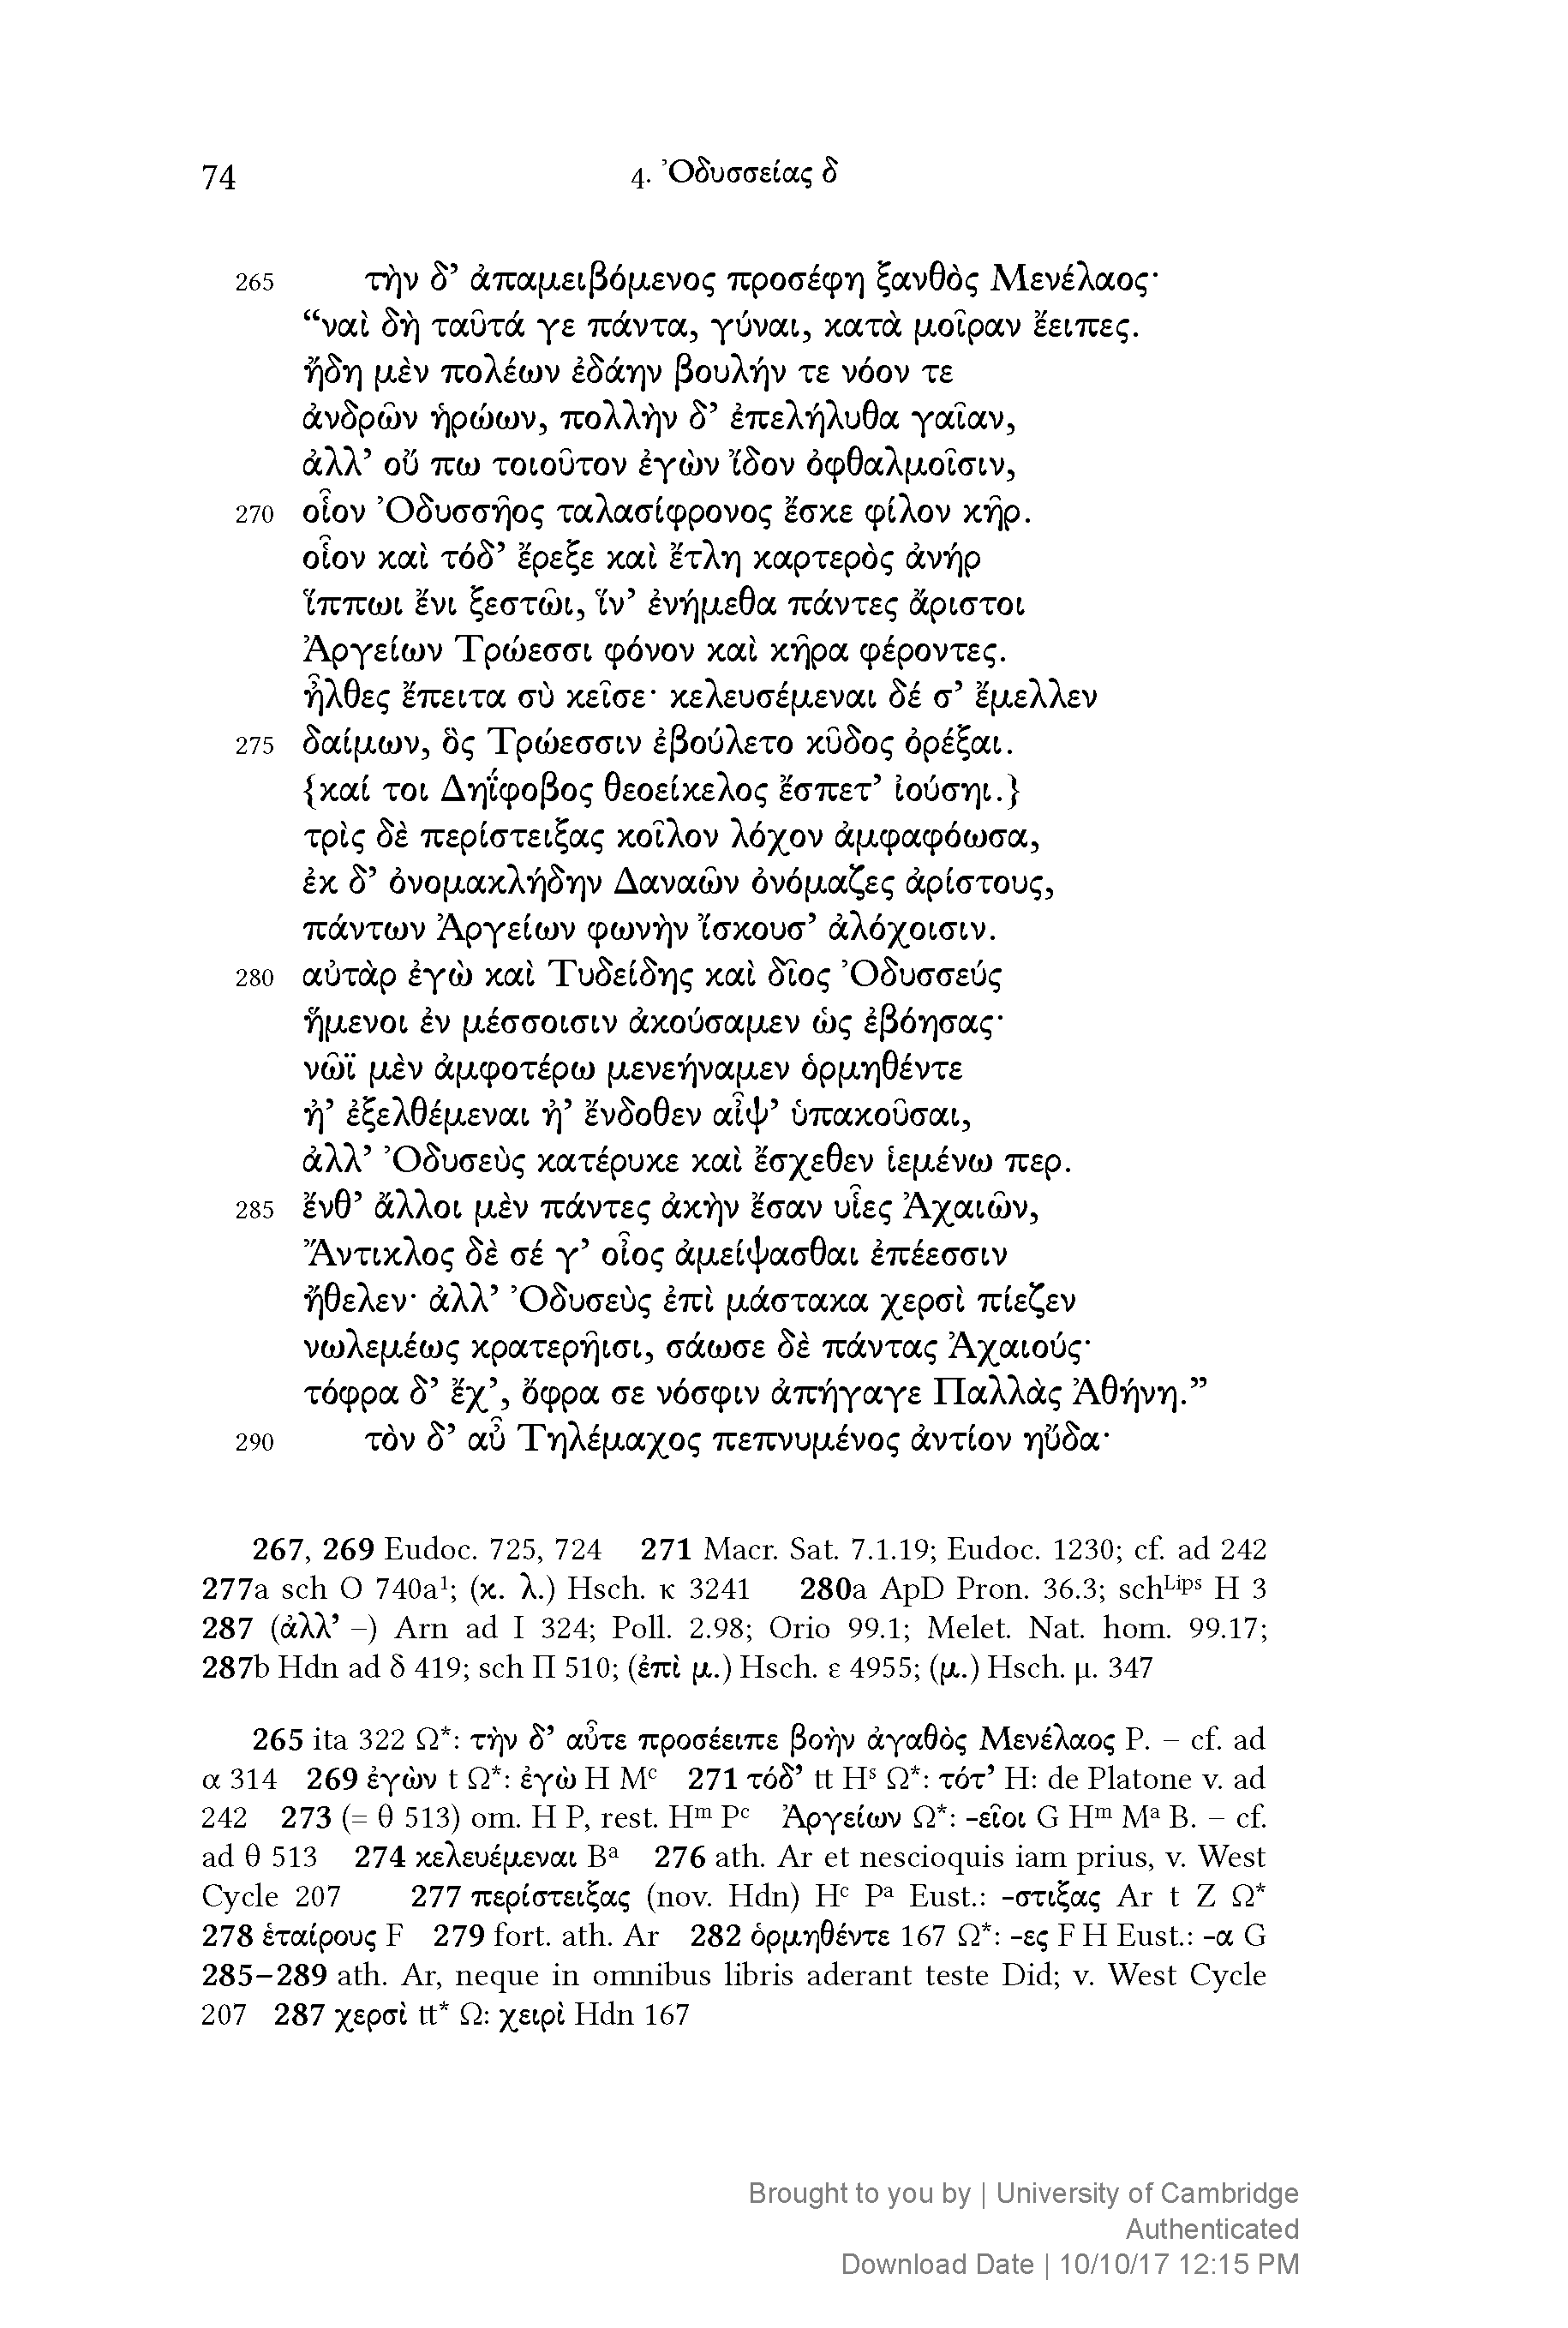 74 4. Ὀδυσσείας δ
265 τὴν δ’ ἀπαμειβόμενος προσέφη ξανθὸς Μενέλαος·
“ναὶ δὴ ταῦτά γε πάντα, γύναι, κατὰ μοῖραν ἔειπες.
ἤδη μὲν πολέων ἐδάην βουλήν τε νόον τε
ἀνδρῶν ἡρώων, πολλὴν δ’ ἐπελήλυθα γαῖαν,
ἀλλ’ οὔ πω τοιοῦτον ἐγὼν ἴδον ὀφθαλμοῖσιν,
270 οἷον Ὀδυσσῆος ταλασίφρονος ἔσκε φίλον κῆρ.
οἷον καὶ τόδ’ ἔρεξε καὶ ἔτλη καρτερὸς ἀνήρ
ἵππωι ἔνι ξεστῶι, ἵν’ ἐνήμεθα πάντες ἄριστοι
Ἀργείων Τρώεσσι φόνον καὶ κῆρα φέροντες.
ἦλθες ἔπειτα σὺ κεῖσε· κελευσέμεναι δέ σ’ ἔμελλεν
275 δαίμων, ὃς Τρώεσσιν ἐβούλετο κῦδος ὀρέξαι.
{καί τοι Δηΐφοβος θεοείκελος ἕσπετ’ ἰούσηι.}
τρὶς δὲ περίστειξας κοῖλον λόχον ἀμφαφόωσα,
ἐκ δ’ ὀνομακλήδην Δαναῶν ὀνόμαζες ἀρίστους,
πάντων Ἀργείων φωνὴν ἴσκουσ’ ἀλόχοισιν.
280 αὐτὰρ ἐγὼ καὶ Τυδείδης καὶ δῖος Ὀδυσσεύς
ἥμενοι ἐν μέσσοισιν ἀκούσαμεν ὡς ἐβόησας·
νῶϊ μὲν ἀμφοτέρω μενεήναμεν ὁρμηθέντε
ἠ’ ἐξελθέμεναι ἠ’ ἔνδοθεν αἶψ’ ὑπακοῦσαι,
ἀλλ’ Ὀδυσεὺς κατέρυκε καὶ ἔσχεθεν ἱεμένω περ.
285 ἔνθ’ ἄλλοι μὲν πάντες ἀκὴν ἔσαν υἷες Ἀχαιῶν,
Ἄντικλος δὲ σέ γ’ οἶος ἀμείψασθαι ἐπέεσσιν
ἤθελεν· ἀλλ’ Ὀδυσεὺς ἐπὶ μάστακα χερσὶ πίεζεν
νωλεμέως κρατερῆισι, σάωσε δὲ πάντας Ἀχαιούς·
τόφρα δ’ ἔχ’, ὄφρα σε νόσφιν ἀπήγαγε Παλλὰς Ἀθήνη.”
290 τὸν δ’ αὖ Τηλέμαχος πεπνυμένος ἀντίον ηὔδα·
267, 269 Eudoc. 725, 724 271 Macr. Sat. 7.1.19; Eudoc. 1230; cf. ad 242
277a sch O 740a¹; (κ. λ.) Hsch. κ 3241 280a ApD Pron. 36.3; schᴸⁱᵖˢ H 3
287 (ἀλλ’ –) Arn ad I 324; Poll. 2.98; Orio 99.1; Melet. Nat. hom. 99.17;
287b Hdn ad δ 419; sch Π 510; (ἐπὶ μ.) Hsch. ε 4955; (μ.) Hsch. μ. 347
265 ita 322 Ω*: τὴν δ’ αὖτε προσέειπε βοὴν ἀγαθὸς Μενέλαος P. – cf. ad
α 314 269 ἐγὼν t Ω*: ἐγὼ H Mᶜ 271 τόδ’ tt Hˢ Ω*: τότ’ H: de Platone v. ad
242 273 (= θ 513) om. H P, rest. Hᵐ Pᶜ Ἀργείων Ω*: -εῖοι G Hᵐ Mᵃ B. – cf.
ad θ 513 274 κελευέμεναι Bᵃ 276 ath. Ar et nescioquis iam prius, v. West
Cycle 207 277 περίστειξας (nov. Hdn) Hᶜ Pᵃ Eust.: -στιξας Ar t Z Ω*
278 ἑταίρους F 279 fort. ath. Ar 282 ὁρμηθέντε 167 Ω*: -ες F H Eust.: -α G
285–289 ath. Ar, neque in omnibus libris aderant teste Did; v. West Cycle
207 287 χερσὶ tt* Ω: χειρὶ Hdn 167
Brought to you by | University of Cambridge
Authenticated
Download Date | 10/10/17 12:15 PM